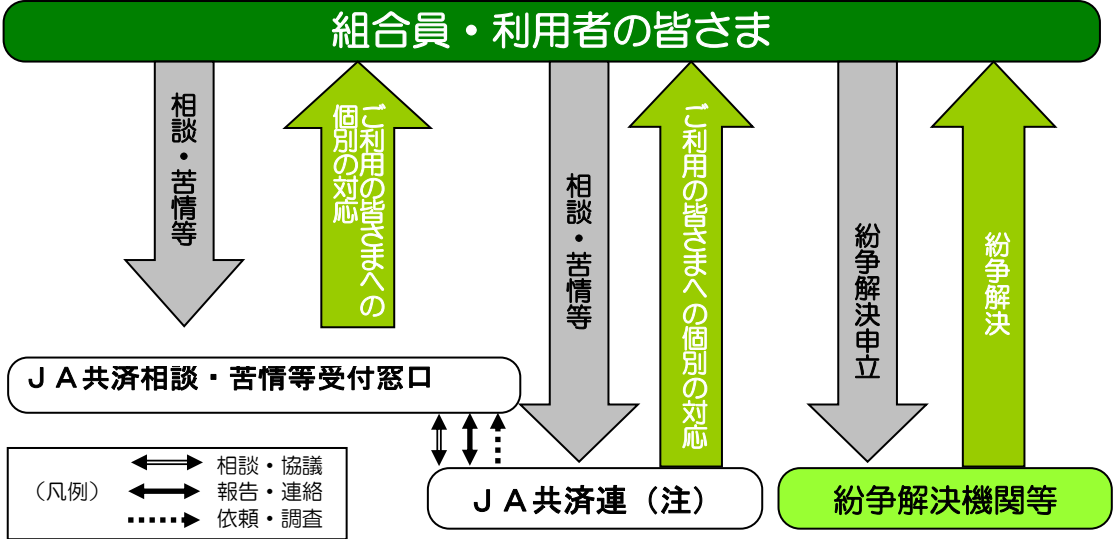 組合員・利用者の皆さま
相談・苦情等
ご利用の皆さまへの
個別の対応
相談・苦情等
ご利用の皆さまへの個別の対応
紛争解決申立
紛争解決
ＪＡ共済相談・苦情等受付窓口
（凡例）
相談・協議
報告・連絡
依頼・調査
ＪＡ共済連（注）
紛争解決機関等